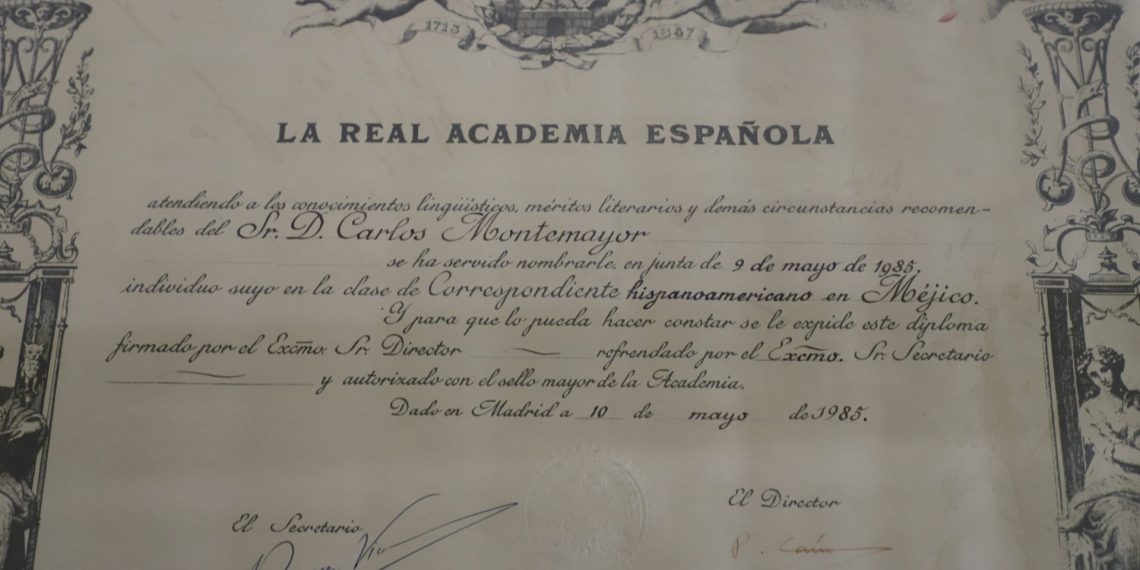 1713 1847
LA REAL ACADEMIA ESPAÑOLA
atendiendo a los conocimientos lingüísticos, méritos literarios y demás circunstancias recomen-
dables del Sr. D. Carlos Montemayor
se ha servido nombrarle, en junta de 9 de mayo de 1985,
individuo suyo en la clase de Correspondiente hispanoamericano en Méjico.
Y para que lo pueda hacer constar se le expide este diploma
firmado por el Excmo. Sr. Director refrendado por el Excmo. Sr. Secretario
y autorizado con el sello mayor de la Academia.
Dado en Madrid a 10 de mayo de 1985.
El Director
El Secretario